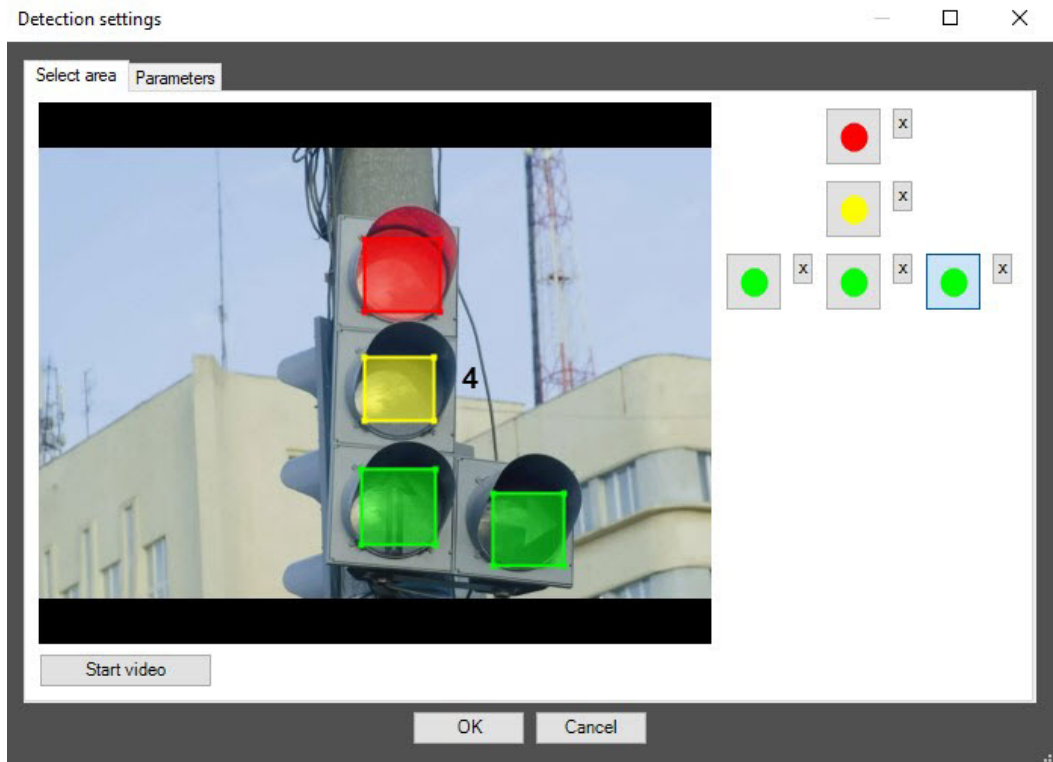 Detection settings
Select area
Parameters
x
x
x
x
x
4
Start video
OK
Cancel